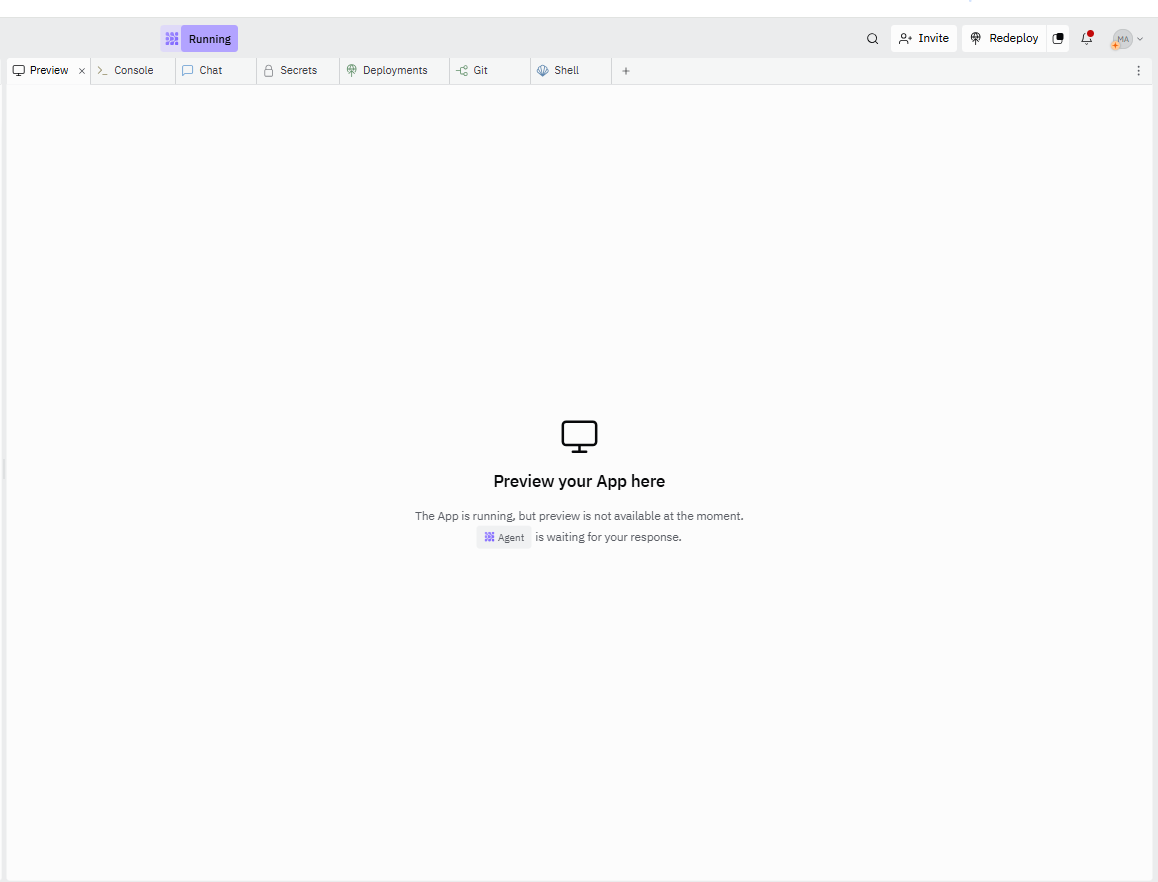 Running
Invite
Redeploy
MA
Preview
Console
Chat
Secrets
Deployments
Git
Shell
Preview your App here
The App is running, but preview is not available at the moment.
Agent is waiting for your response.